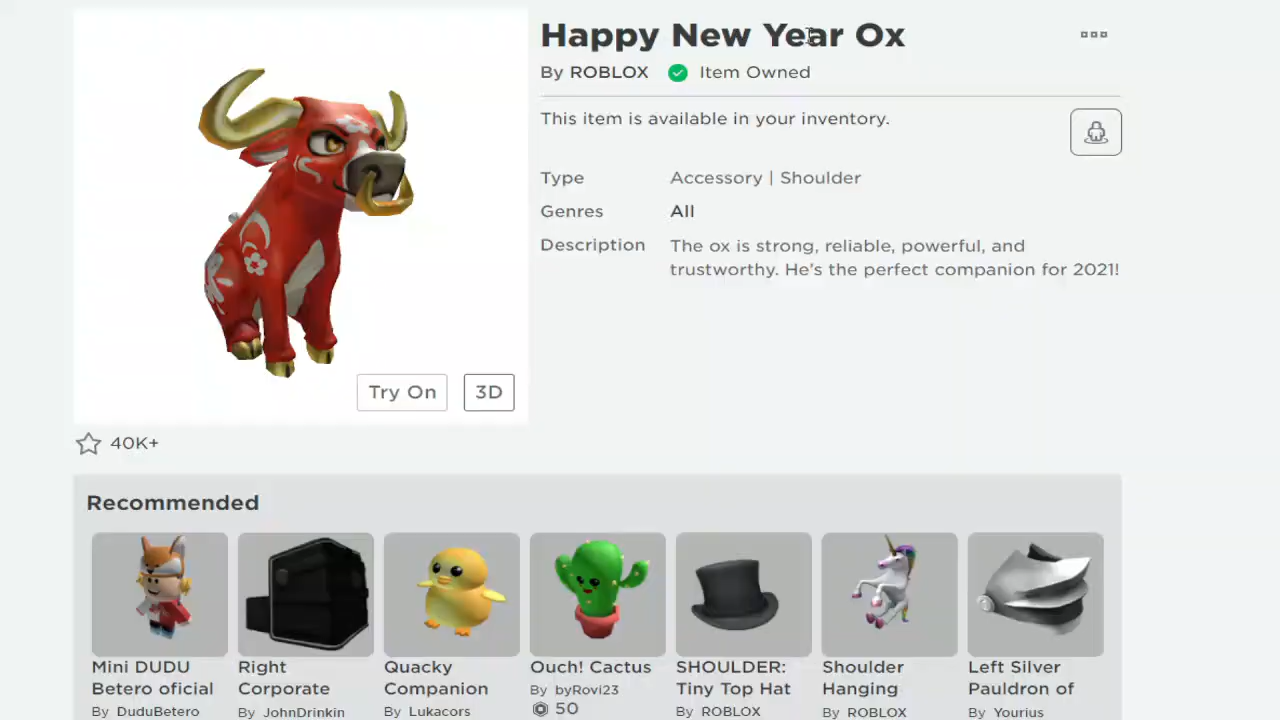 Happy New Year Ox
By ROBLOX Item Owned
This item is available in your inventory.
Type Accessory | Shoulder
Genres All
Description The ox is strong, reliable, powerful, and
trustworthy. He's the perfect companion for 2021!
Try On 3D
40K+
Recommended
Mini DUDU
Betero oficial
By DuduBetero
Right
Corporate
By JohnDrinkin
Quacky
Companion
By Lukacors
Ouch! Cactus
By byRovi23
50
SHOULDER:
Tiny Top Hat
By ROBLOX
Shoulder
Hanging
By ROBLOX
Left Silver
Pauldron of
By Yourius